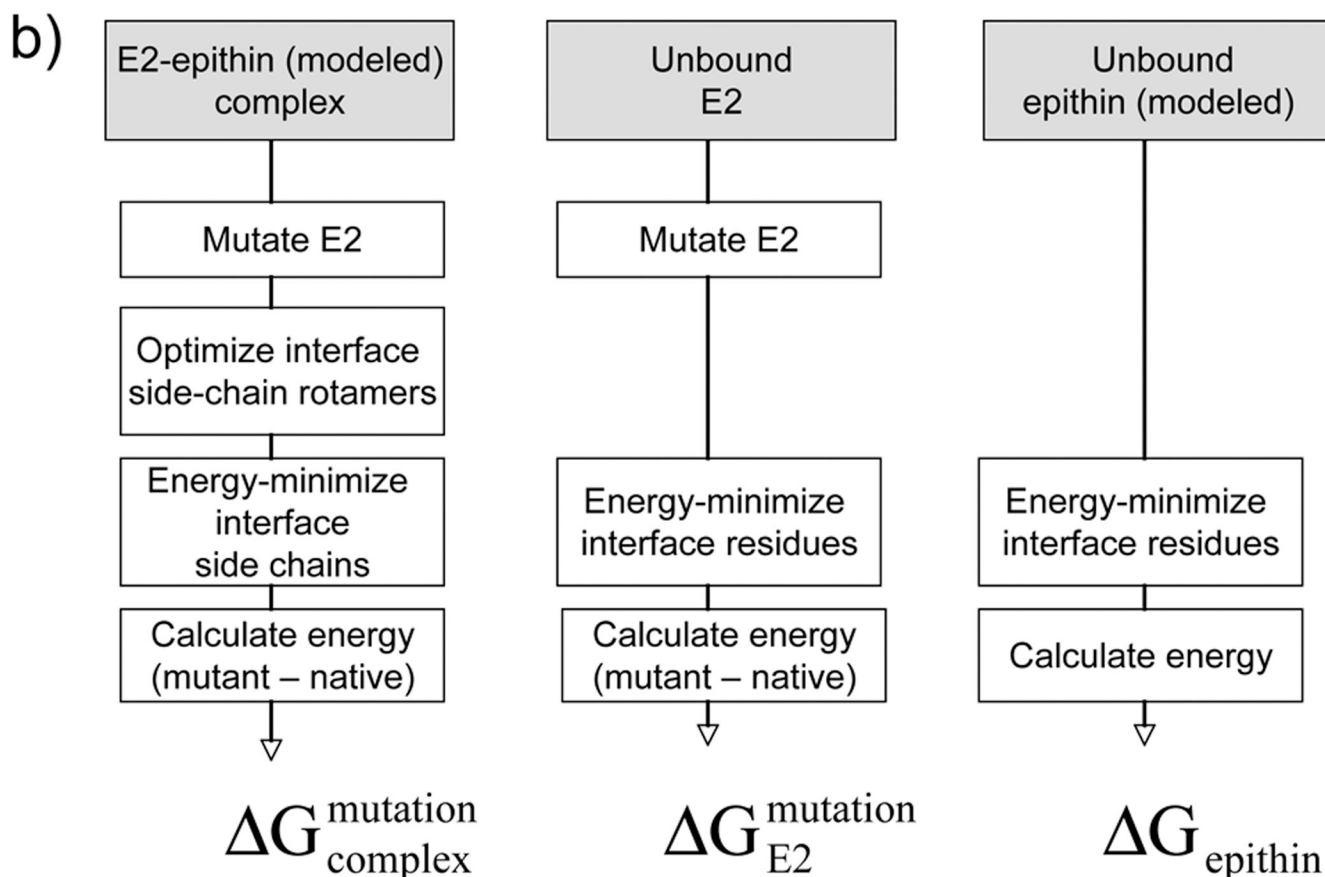 b)
E2-epithin (modeled)
complex
Mutate E2
Optimize interface
side-chain rotamers
Energy-minimize
interface
side chains
Calculate energy
(mutant – native)
ΔG mutation complex
Unbound
E2
Mutate E2
Energy-minimize
interface residues
Calculate energy
(mutant – native)
ΔG mutation E2
Unbound
epithin (modeled)
Energy-minimize
interface residues
Calculate energy
ΔG epithin